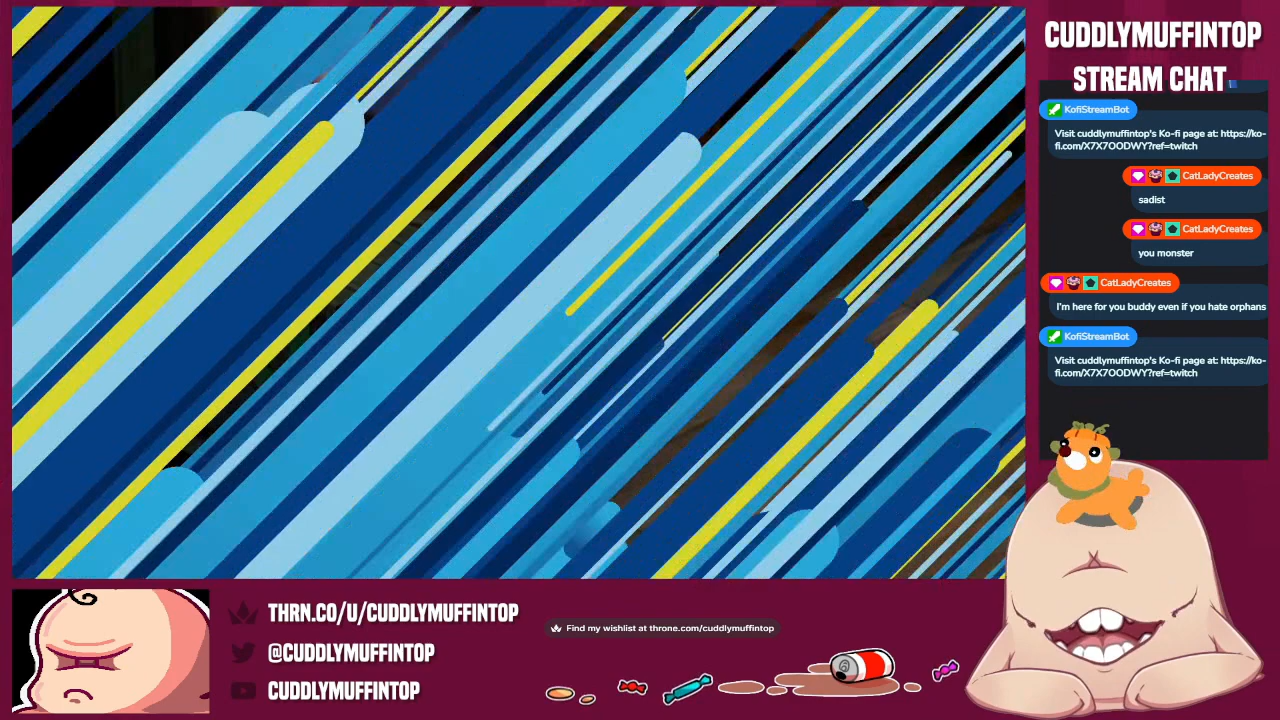 CUDDLYMUFFINTOP
STREAM CHAT
KofiStreamBot
Visit cuddlymuffintop's Ko-fi page at: https://ko-
fi.com/X7X7OODWY?ref=twitch
CatLadyCreates
sadist
CatLadyCreates
you monster
CatLadyCreates
I'm here for you buddy even if you hate orphans
KofiStreamBot
Visit cuddlymuffintop's Ko-fi page at: https://ko-
fi.com/X7X7OODWY?ref=twitch
THRN.CO/U/CUDDLYMUFFINTOP
Find my wishlist at throne.com/cuddlymuffintop
@CUDDLYMUFFINTOP
CUDDLYMUFFINTOP